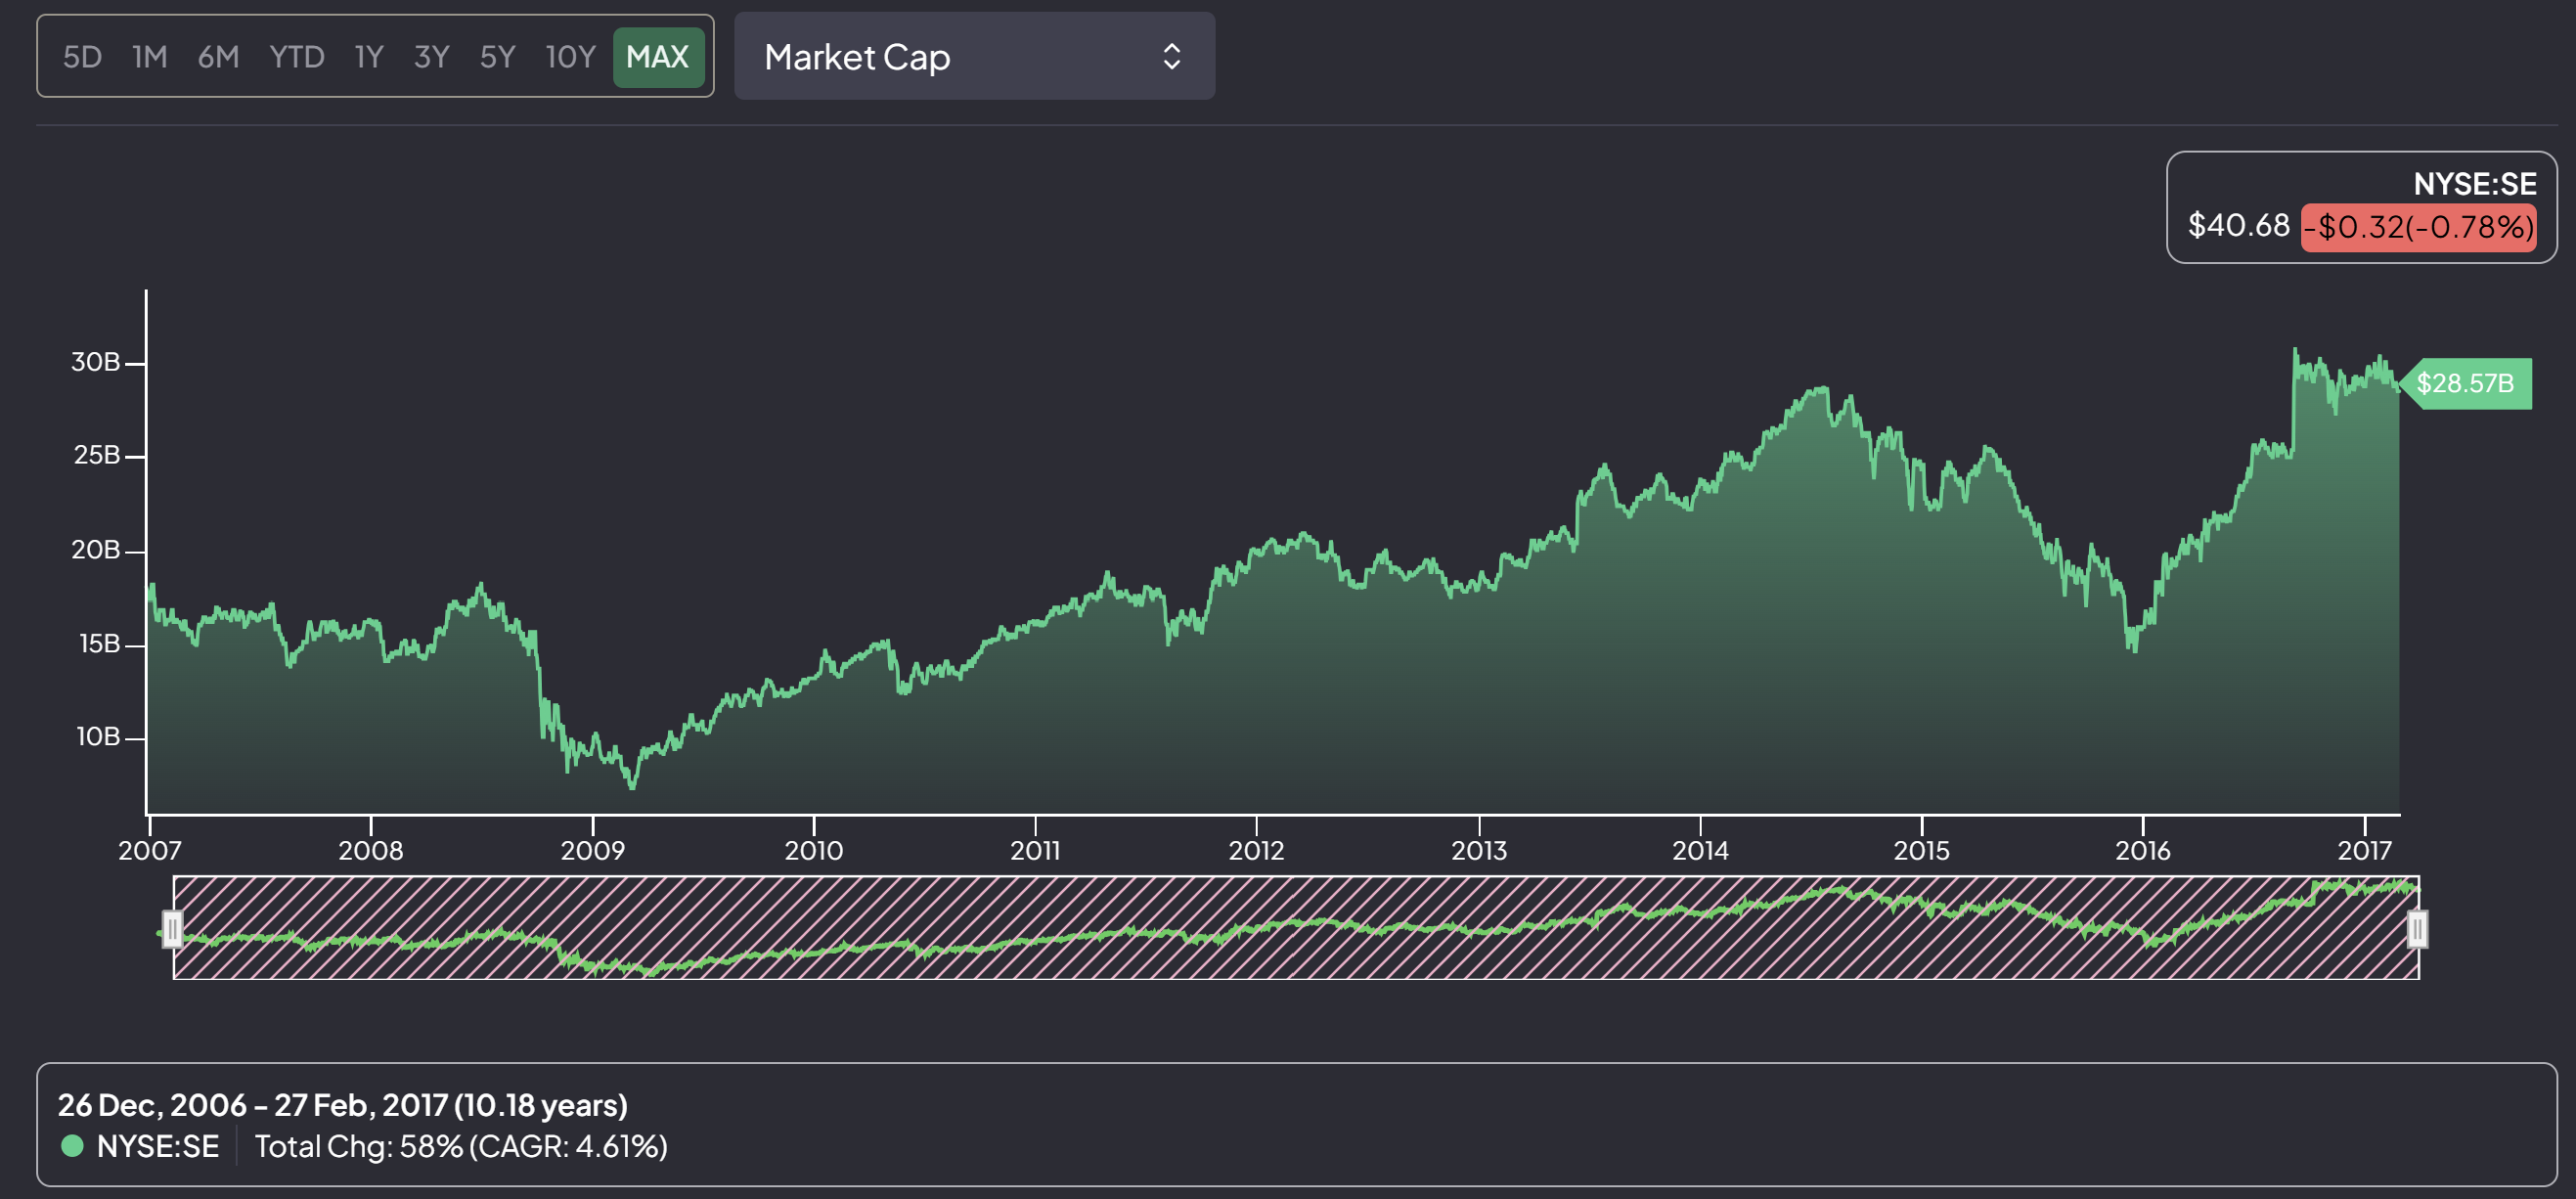 5D 1M 6M YTD 1Y 3Y 5Y 10Y MAX Market Cap
NYSE:SE
$40.68 -$0.32(-0.78%)
30B
$28.57B
25B
20B
15B
10B
2007 2008 2009 2010 2011 2012 2013 2014 2015 2016 2017
26 Dec, 2006 - 27 Feb, 2017 (10.18 years)
NYSE:SE Total Chg: 58% (CAGR: 4.61%)